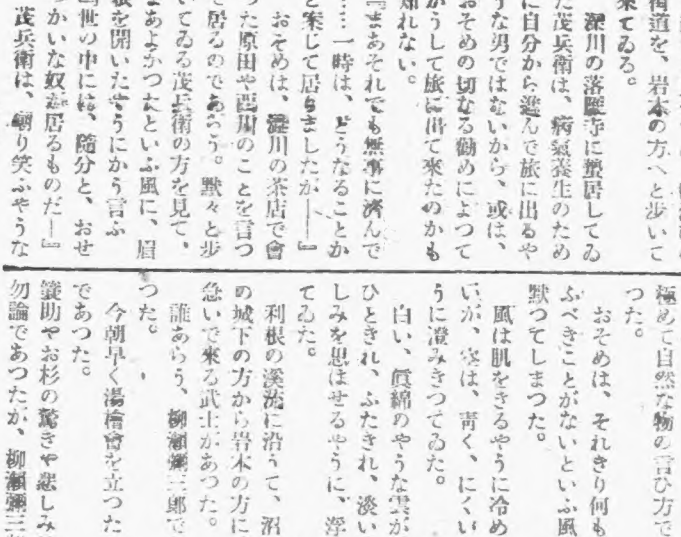 街道を、岩本の方へと歩いて
来てゐる。
深川の落
寺に蟄居してゐ
た茂兵衛は、病氣養生のため
に自分から進んで旅に出るや
うな男ではないから、或は、
おそめの切なる勧めによつて
かうして旅に出て来たのかも
知れない。
『まあそれでも無事に済んで
……一時は、どうなることか
と案じて居りましたが――』
おそめは、澁川の茶店で會
つた原田や西川のことを言つ
て居るのであらう。默々と歩
いてゐる茂兵衛の方を見て、
まあよかつたといふ風に、眉
根を開いたやうにかう言ふ
世の中には、隨分と、おせ
つかいな奴が居るものだ―』
茂兵衛は、嘲り笑ふやうな
極めて自然な物の言ひ方で
つた。
おそめは、それきり何も
ふべきことがないといふ風
默つてしまつた。
風は肌をきるやうに冷め
いが、空は、靑く、にくい
うに澄みきつてゐた。
白い、眞綿のやうな雲が
ひときれ、ふたきれ、淡い
しみを思はせるやうに、浮
てゐた。
利根の溪流に沿うて、沼
の城下の方から岩本の方に
急いで来る武士があつた。
誰あらう、柳瀬彌三郎で
つた。
今朝早く湯檜曾を立つた
であつた。
簑助やお杉の驚きや悲しみ
勿論であつたが、柳瀬彌三